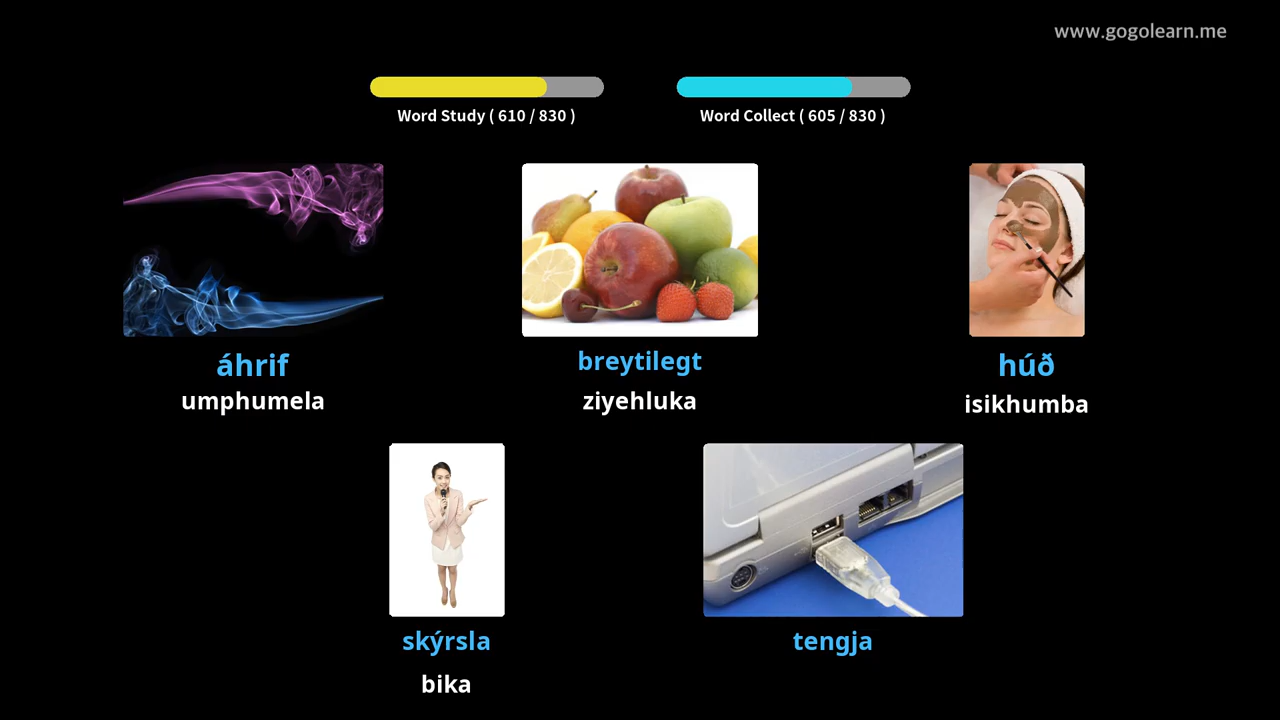 www.gogolearn.me
Word Study ( 610 / 830 )
Word Collect ( 605 / 830 )
áhrif
umphumela
breytilegt
ziyehluka
húð
isikhumba
skýrsla
bika
tengja